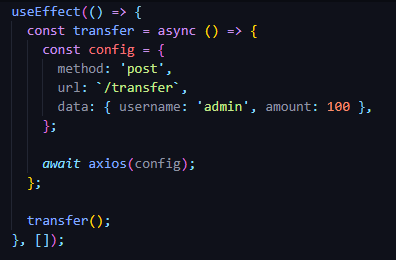 useEffect(() => {
  const transfer = async () => {
    const config = {
      method: 'post',
      url: `/transfer`,
      data: { username: 'admin', amount: 100 },
    };

    await axios(config);
  };

  transfer();
}, []);